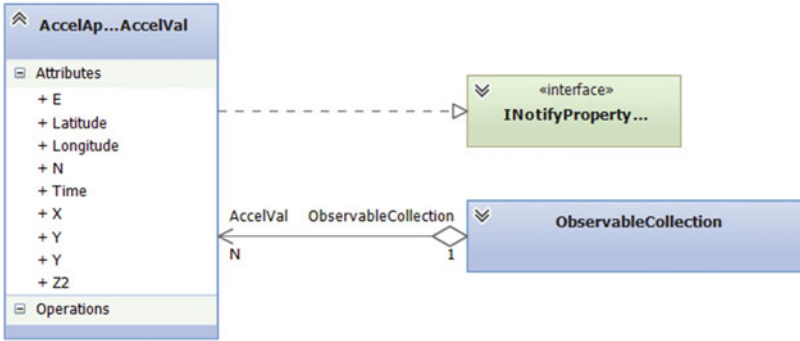 AccelAp...AccelVal
Attributes
+ E
+ Latitude
+ Longitude
+ N
+ Time
+ X
+ Y
+ Y
+ Z2
Operations
«interface»
INotifyProperty...
AccelVal ObservableCollection
N 1
ObservableCollection